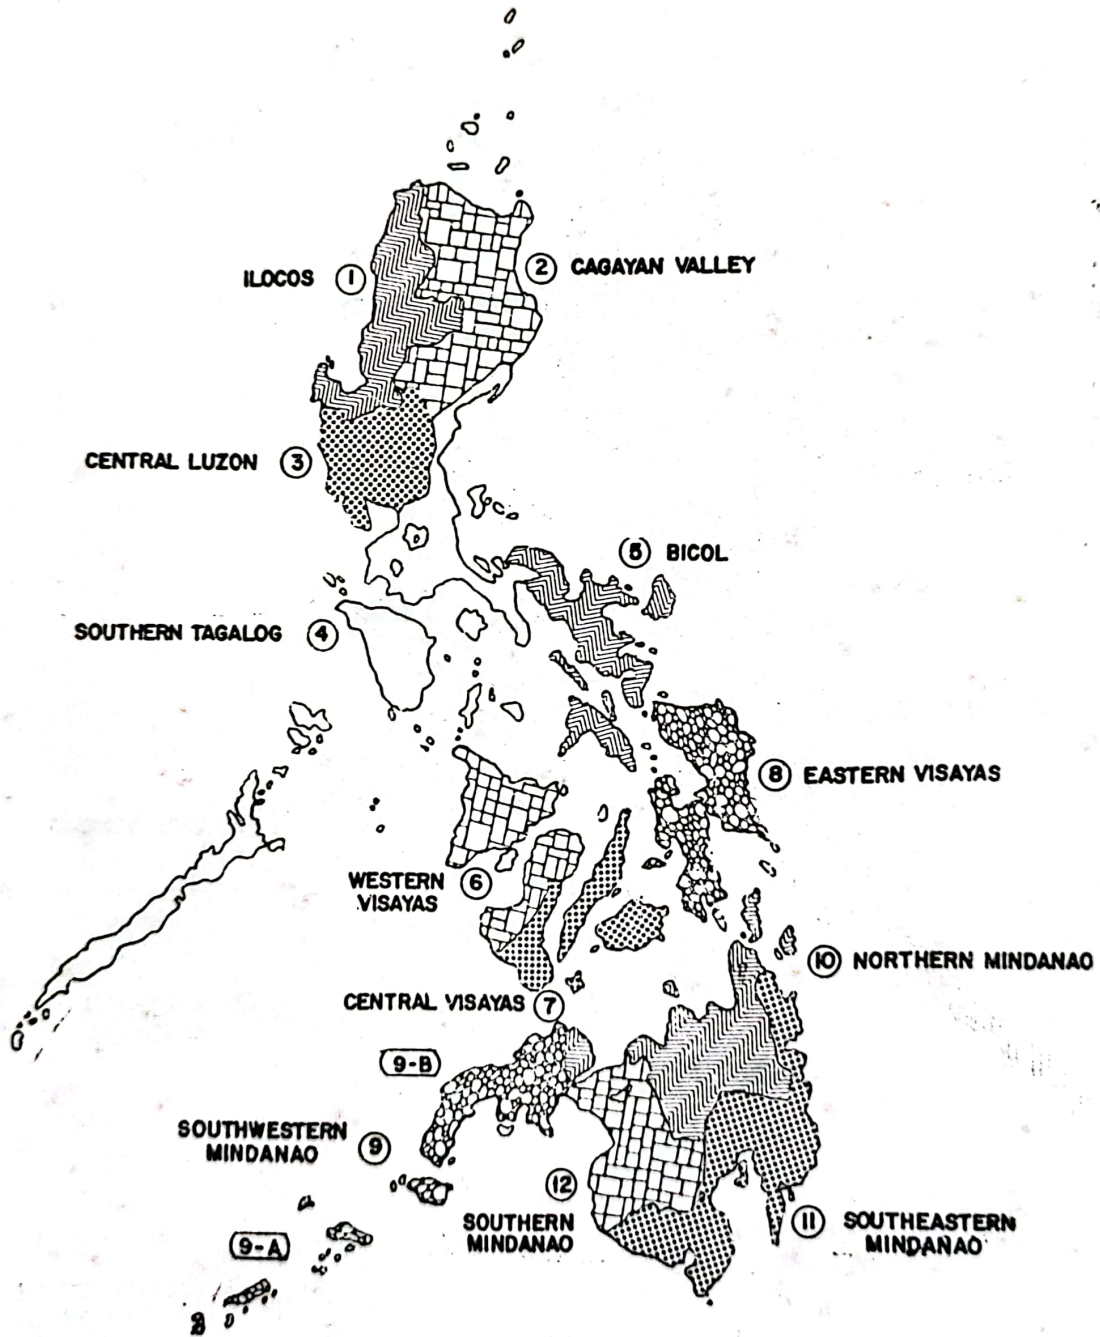 ILOCOS 1
2 CAGAYAN VALLEY
CENTRAL LUZON 3
5 BICOL
SOUTHERN TAGALOG 4
8 EASTERN VISAYAS
WESTERN 6
VISAYAS
10 NORTHERN MINDANAO
CENTRAL VISAYAS 7
9-B
SOUTHWESTERN 9
MINDANAO
12
SOUTHERN
MINDANAO
11 SOUTHEASTERN
MINDANAO
9-A